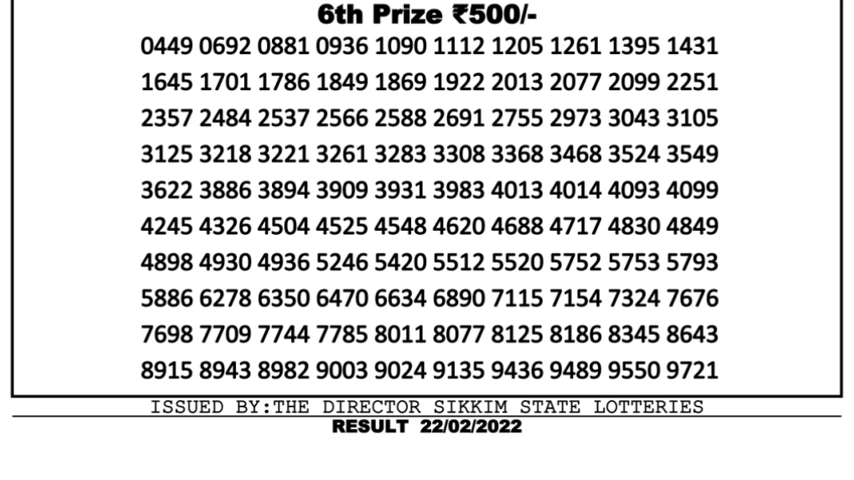 6th Prize ₹500/-
0449 0692 0881 0936 1090 1112 1205 1261 1395 1431
1645 1701 1786 1849 1869 1922 2013 2077 2099 2251
2357 2484 2537 2566 2588 2691 2755 2973 3043 3105
3125 3218 3221 3261 3283 3308 3368 3468 3524 3549
3622 3886 3894 3909 3931 3983 4013 4014 4093 4099
4245 4326 4504 4525 4548 4620 4688 4717 4830 4849
4898 4930 4936 5246 5420 5512 5520 5752 5753 5793
5886 6278 6350 6470 6634 6890 7115 7154 7324 7676
7698 7709 7744 7785 8011 8077 8125 8186 8345 8643
8915 8943 8982 9003 9024 9135 9436 9489 9550 9721
ISSUED BY:THE DIRECTOR SIKKIM STATE LOTTERIES
RESULT 22/02/2022